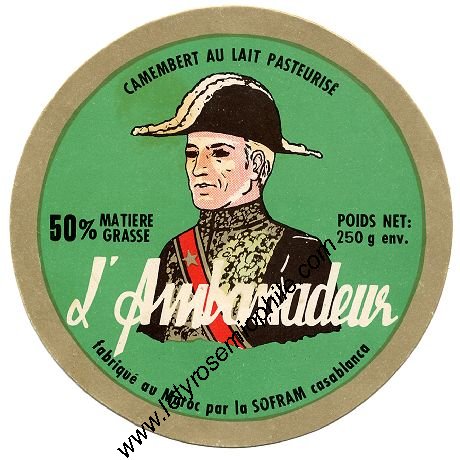 CAMEMBERT AU LAIT PASTEURISE
50% MATIERE
GRASSE
POIDS NET:
250 g env.
L'Ambassadeur
fabriqué au Maroc par la SOFRAM casablanca
www.letyrosemiophile.com